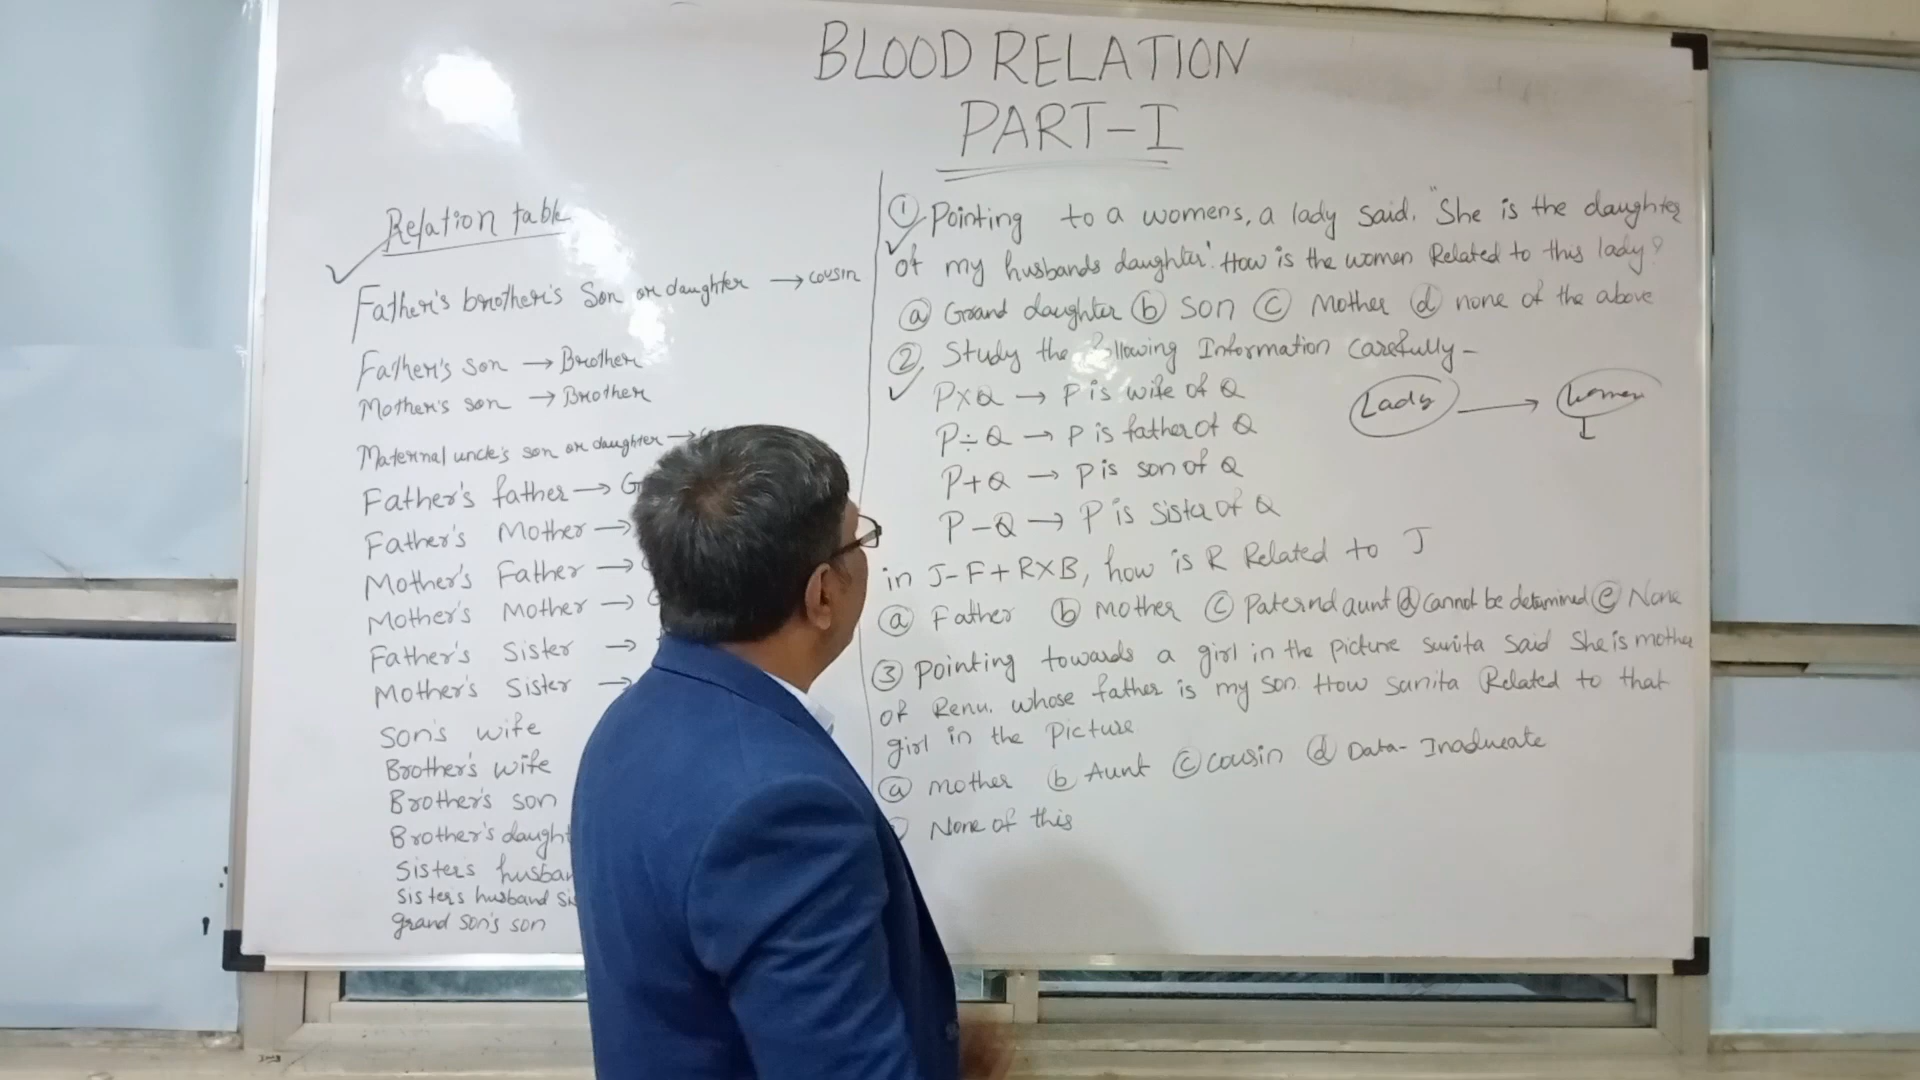 BLOOD RELATION
PART-I
Relation table
Father's brother's son or daughter → cousin
Father's son → Brother
Mother's son → Brother
Maternal uncle's son or daughter →
Father's father →
Father's Mother →
Mother's Father →
Mother's Mother →
Father's Sister →
Mother's Sister →
Son's wife
Brother's wife
Brother's son
Brother's
Sister's
Sister's husband
grand son's son
① Pointing to a womens, a lady said. "She is the daughter
of my husbands daughter". How is the women Related to this lady?
ⓐ Grand daughter ⓑ Son ⓒ Mother ⓓ none of the above
② Study the following Information carefully-
P×Q → P is wife of Q
P÷Q → P is father of Q
P+Q → P is son of Q
P-Q → P is sister of Q
Lady → women
I
in J-F+R×B, how is R Related to J
ⓐ Father ⓑ mother ⓒ aunt ⓓ cannot be determined ⓔ None
③ Pointing towards a girl in the picture sunita said She is mother
of Renu. whose father is my son. How sunita Related to that
girl in the Picture
ⓐ mother ⓑ Aunt ⓒ cousin ⓓ Data-
None of this